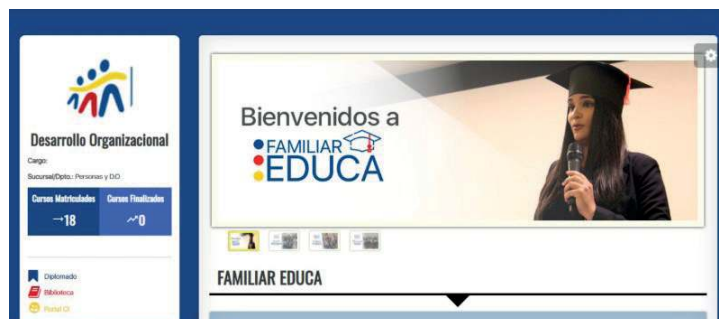 Desarrollo Organizacional
Cargo:
Sucursal/Dpto.: Personas y D.O.
Cursos Matriculados
Cursos Finalizados
18
0
Diplomado
Biblioteca
Portal CI
Bienvenidos a
FAMILIAR
EDUCA
FAMILIAR EDUCA